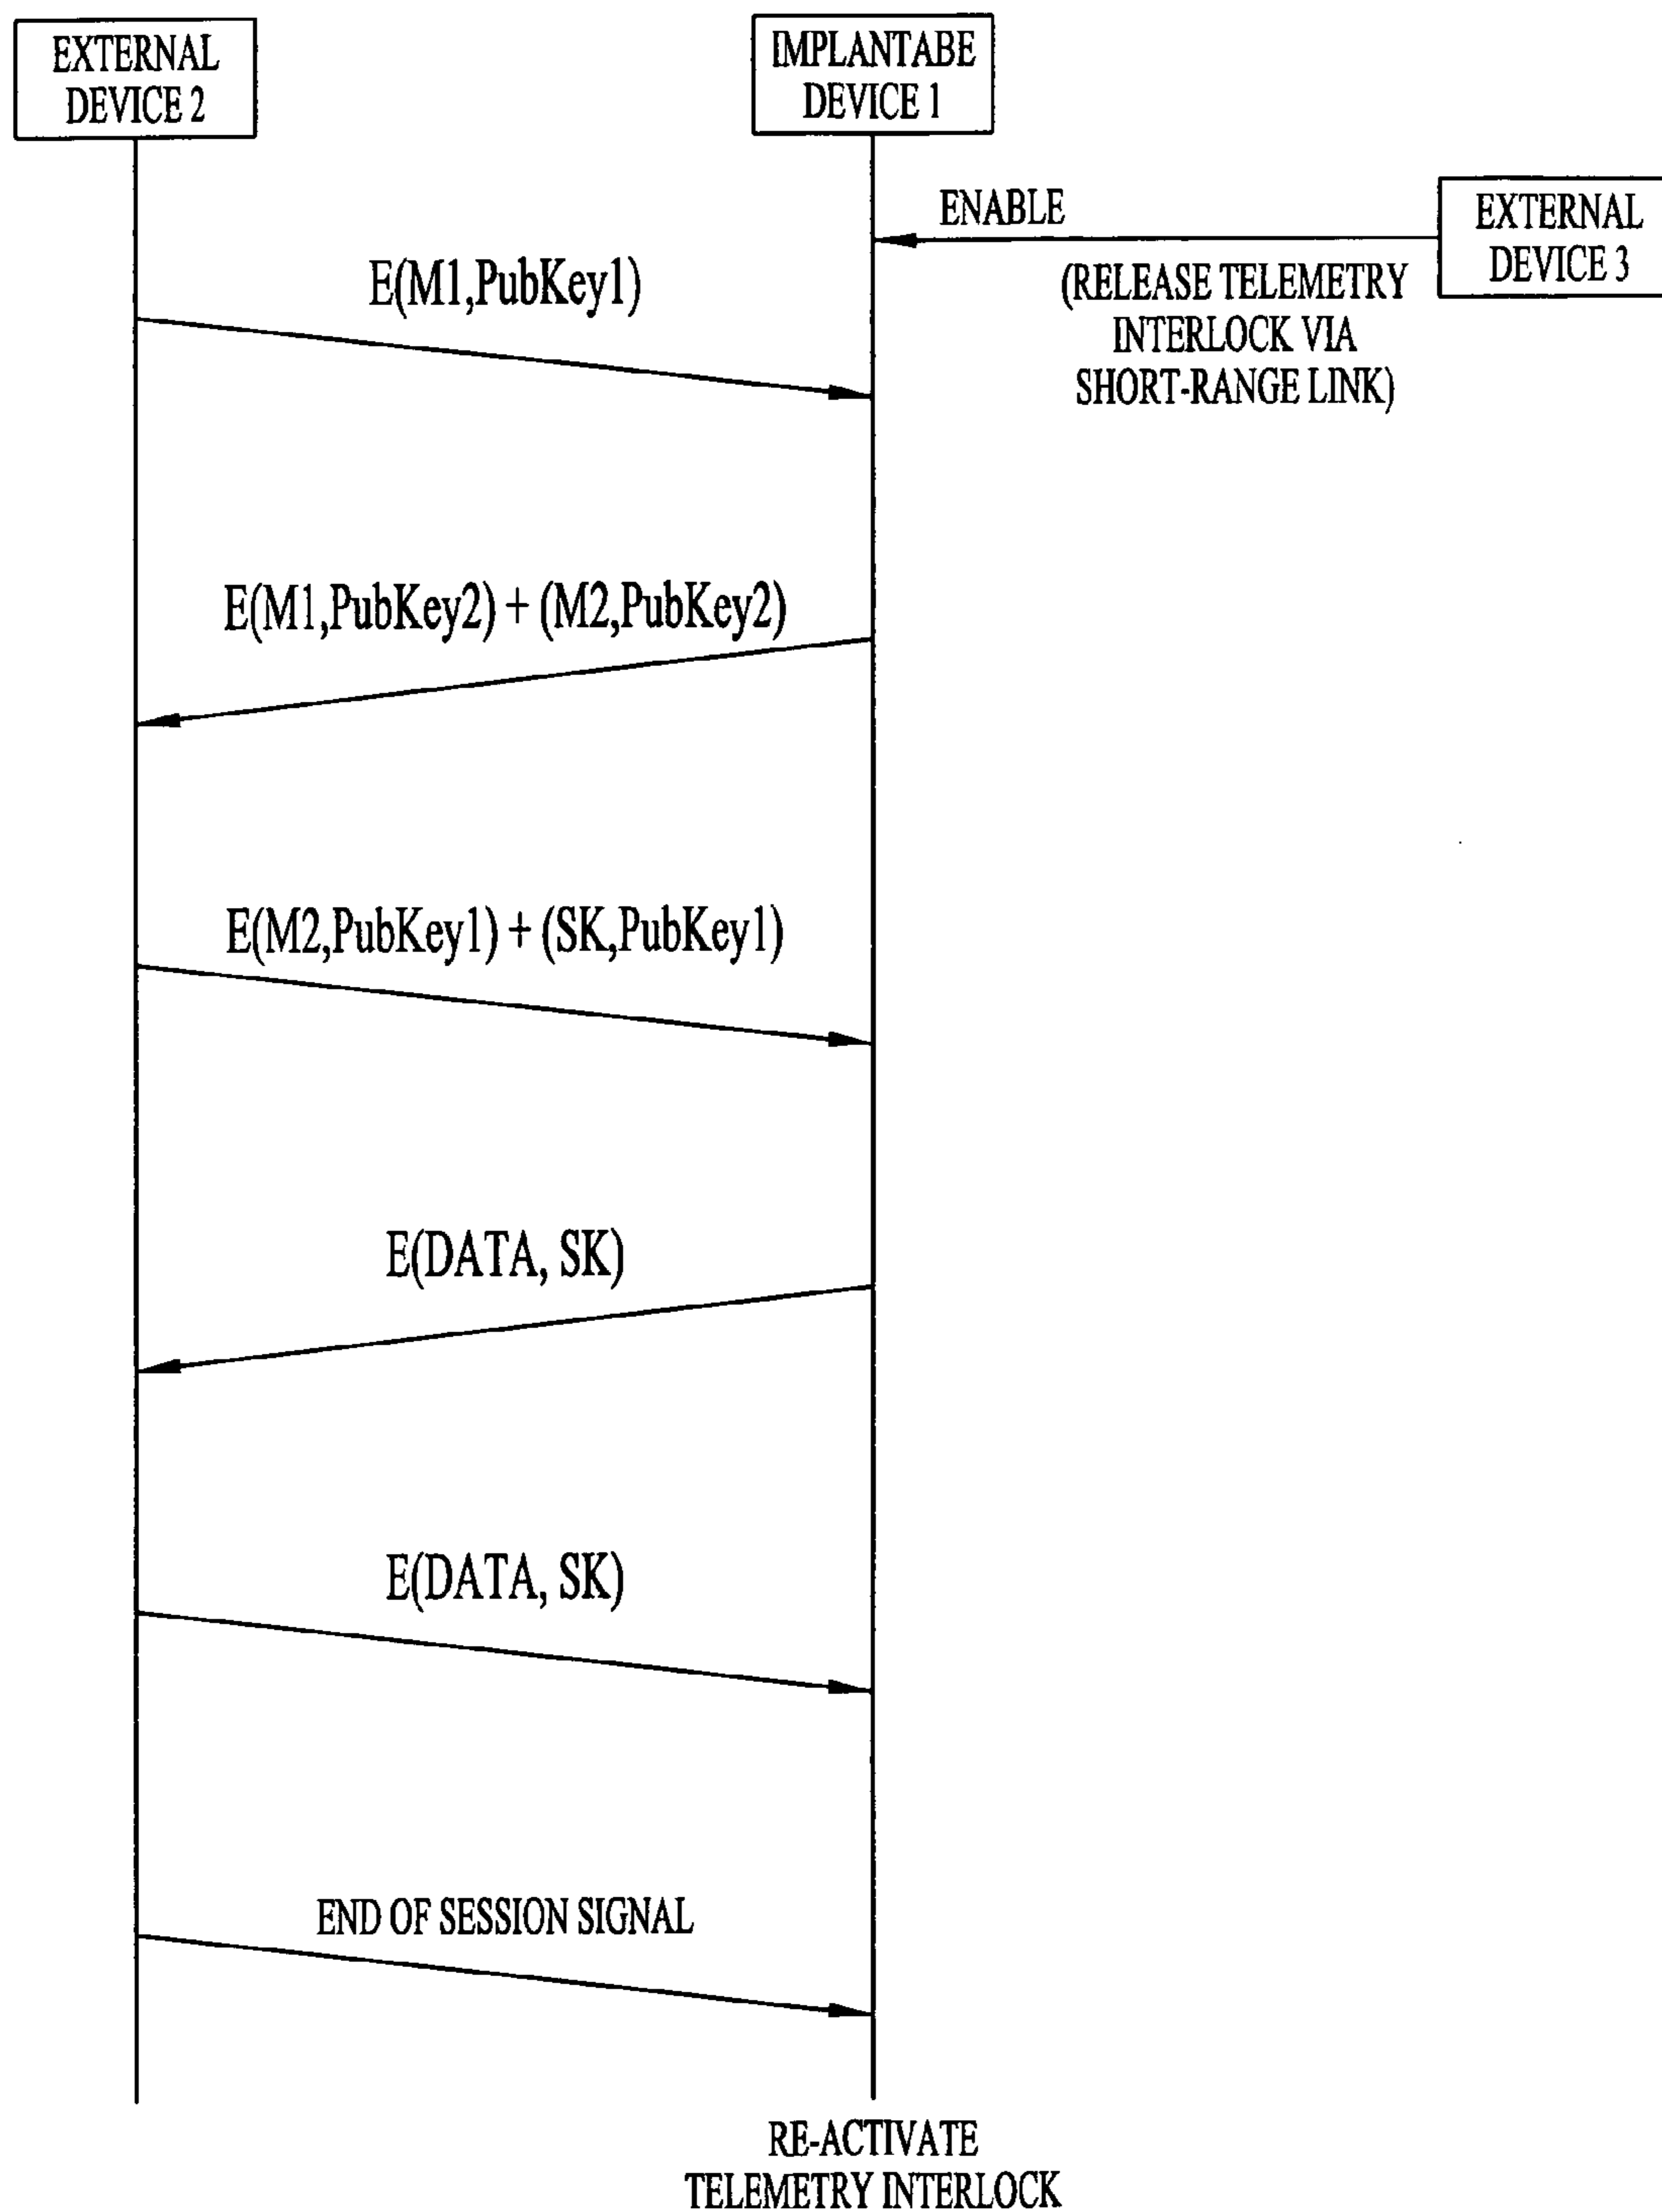 EXTERNAL
DEVICE 2
IMPLANTABE
DEVICE 1
ENABLE
EXTERNAL
DEVICE 3
(RELEASE TELEMETRY
INTERLOCK VIA
SHORT-RANGE LINK)
E(M1,PubKey1)
E(M1,PubKey2) + (M2,PubKey2)
E(M2,PubKey1) + (SK,PubKey1)
E(DATA, SK)
E(DATA, SK)
END OF SESSION SIGNAL
RE-ACTIVATE
TELEMETRY INTERLOCK